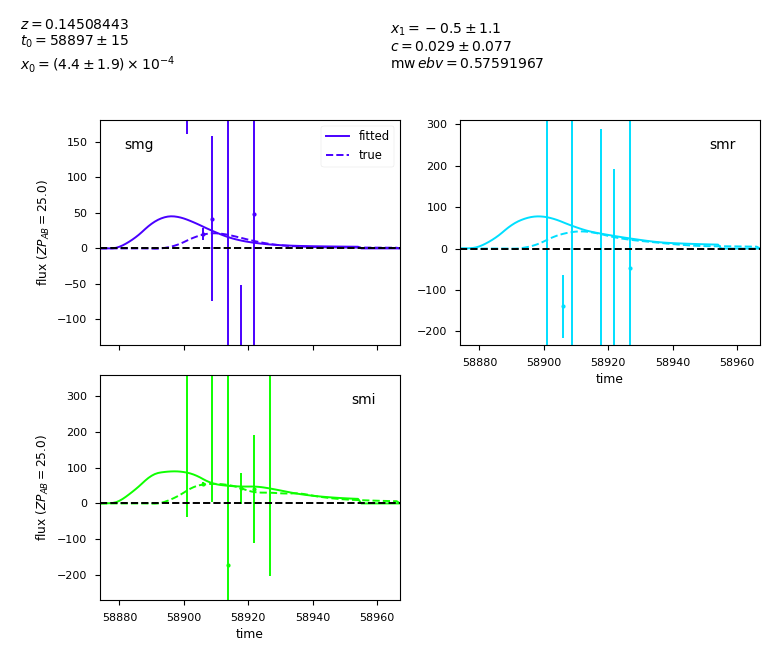 z = 0.14508443
t0 = 58897 ± 15
x0 = (4.4 ± 1.9) × 10^−4
x1 = −0.5 ± 1.1
c = 0.029 ± 0.077
mw ebv = 0.57591967
smg
fitted
true
150
100
50
0
−50
−100
flux (ZP_AB = 25.0)
smr
300
200
100
0
−100
−200
58880 58900 58920 58940 58960
time
smi
300
200
100
0
−100
−200
flux (ZP_AB = 25.0)
58880 58900 58920 58940 58960
time